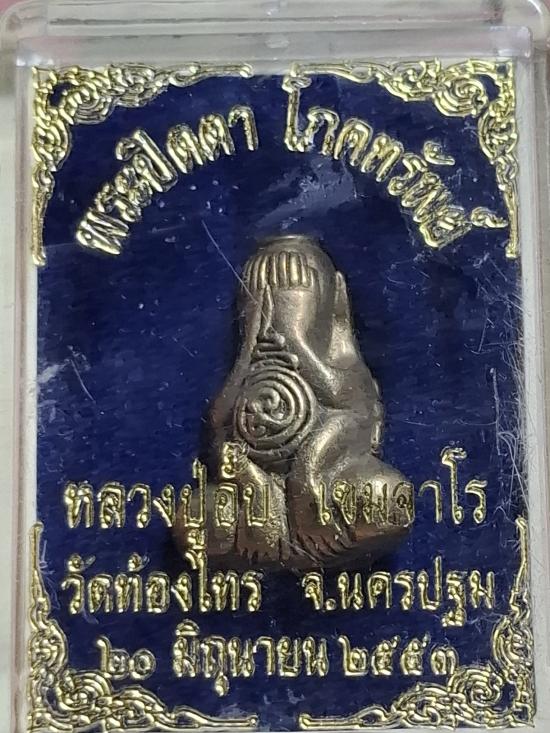 พระปิดตา โภคทรัพย์
หลวงปู่อั๊บ เขมจาโร
วัดท้องไทร จ.นครปฐม
๒๐ มิถุนายน ๒๕๕๓